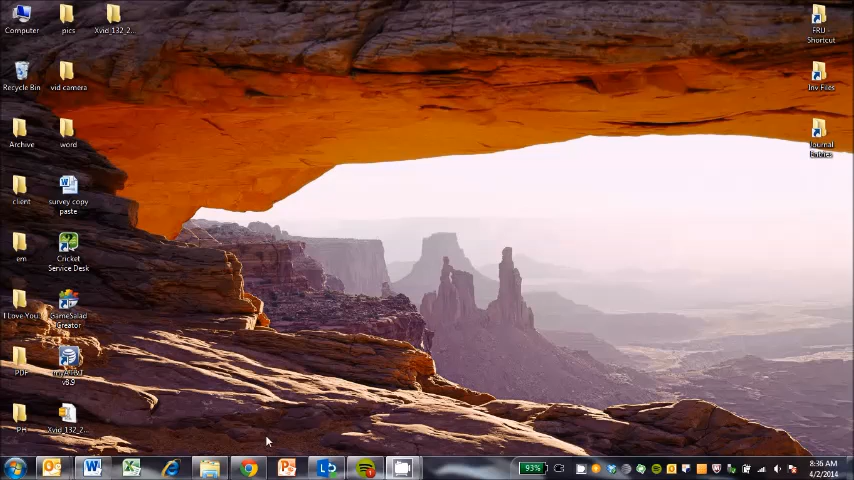 Computer
pics
Xvid_132_2...
FRU -
Shortcut
Recycle Bin
vid camera
Inv Files
Archive
word
Journal
Entries
client
survey copy
paste
em
Cricket
Service Desk
I Love You...
GameSalad
Creator
PDF
v8.9
PH
Xvid_132_2...
93%
8:36 AM
4/2/2014